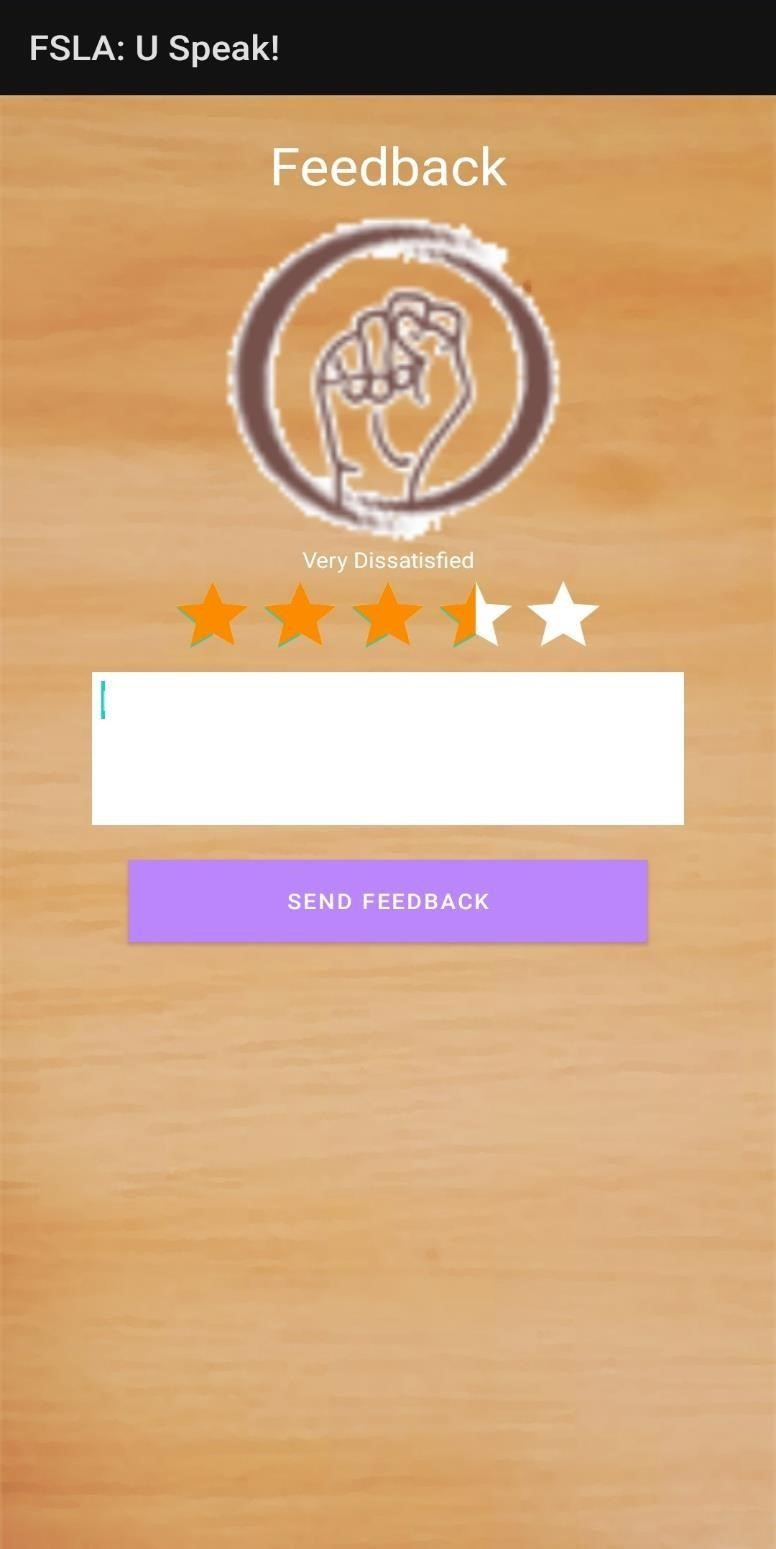 FSLA: U Speak!
Feedback
Very Dissatisfied
SEND FEEDBACK